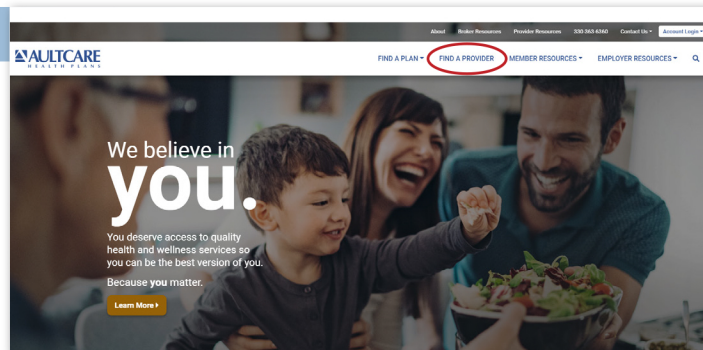 About Broker Resources Provider Resources 330-363-6360 Contact Us Account Login
AULTCARE
HEALTH PLANS
FIND A PLAN FIND A PROVIDER MEMBER RESOURCES EMPLOYER RESOURCES
We believe in
you.
You deserve access to quality
health and wellness services so
you can be the best version of you.
Because you matter.
Learn More